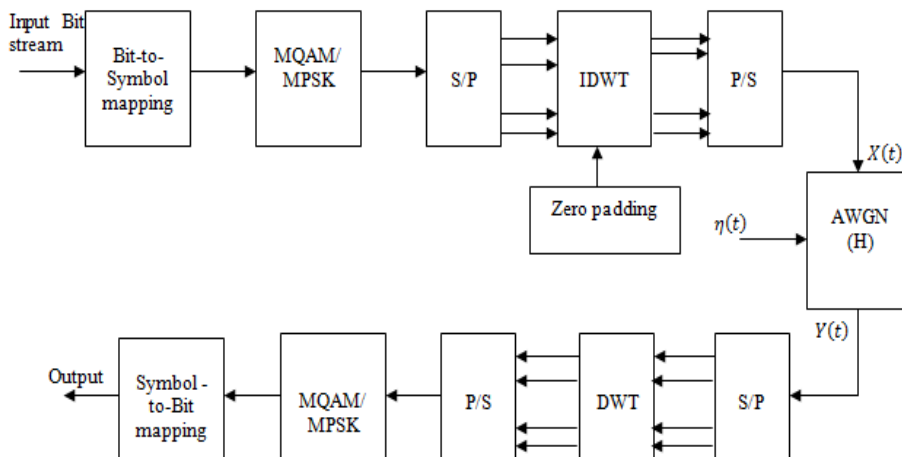 Input Bit
stream
Bit-to-
Symbol
mapping
MQAM/
MPSK
S/P
IDWT
P/S
X(t)
Zero padding
η(t)
AWGN
(H)
Y(t)
Output
Symbol -
to-Bit
mapping
MQAM/
MPSK
P/S
DWT
S/P